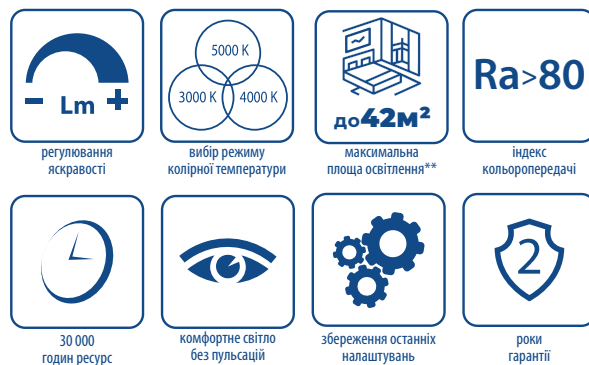 − Lm +
регулювання
яскравості
5000 K
3000 K 4000 K
вибір режиму
колірної температури
до42м²
максимальна
площа освітлення**
Ra>80
індекс
кольоропередачі
30 000
годин ресурс
комфортне світло
без пульсацій
збереження останніх
налаштувань
2
роки
гарантії